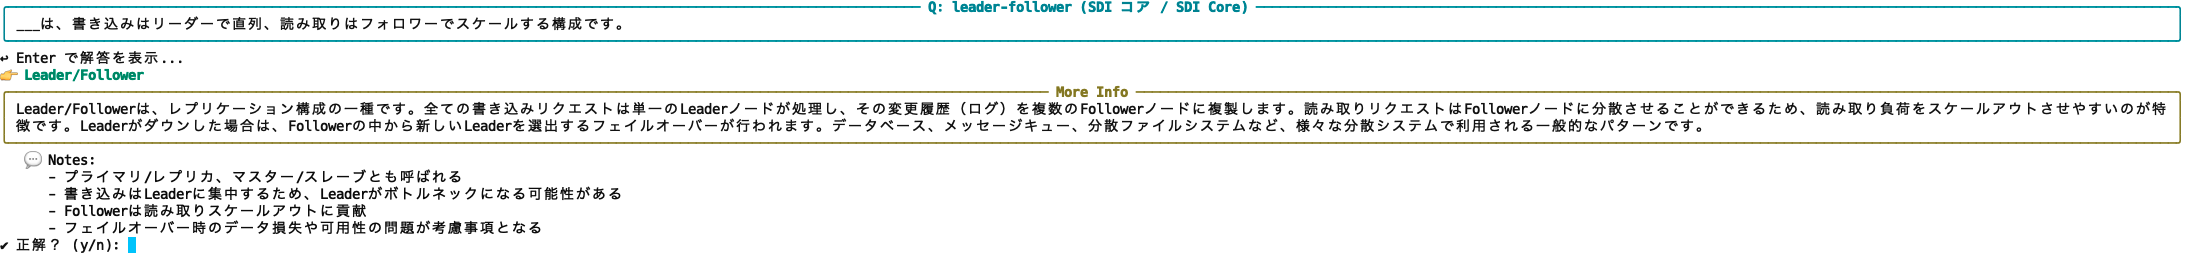 Q: leader-follower (SDI コア / SDI Core)
___は、書き込みはリーダーで直列、読み取りはフォロワーでスケールする構成です。
↩ Enter で解答を表示...
👉 Leader/Follower
More Info
Leader/Followerは、レプリケーション構成の一種です。全ての書き込みリクエストは単一のLeaderノードが処理し、その変更履歴（ログ）を複数のFollowerノードに複製します。読み取りリクエストはFollowerノードに分散させることができるため、読み取り負荷をスケールアウトさせやすいのが特
徴です。Leaderがダウンした場合は、Followerの中から新しいLeaderを選出するフェイルオーバーが行われます。データベース、メッセージキュー、分散ファイルシステムなど、様々な分散システムで利用される一般的なパターンです。
💬 Notes:
- プライマリ/レプリカ、マスター/スレーブとも呼ばれる
- 書き込みはLeaderに集中するため、Leaderがボトルネックになる可能性がある
- Followerは読み取りスケールアウトに貢献
- フェイルオーバー時のデータ損失や可用性の問題が考慮事項となる
✔ 正解？ (y/n):